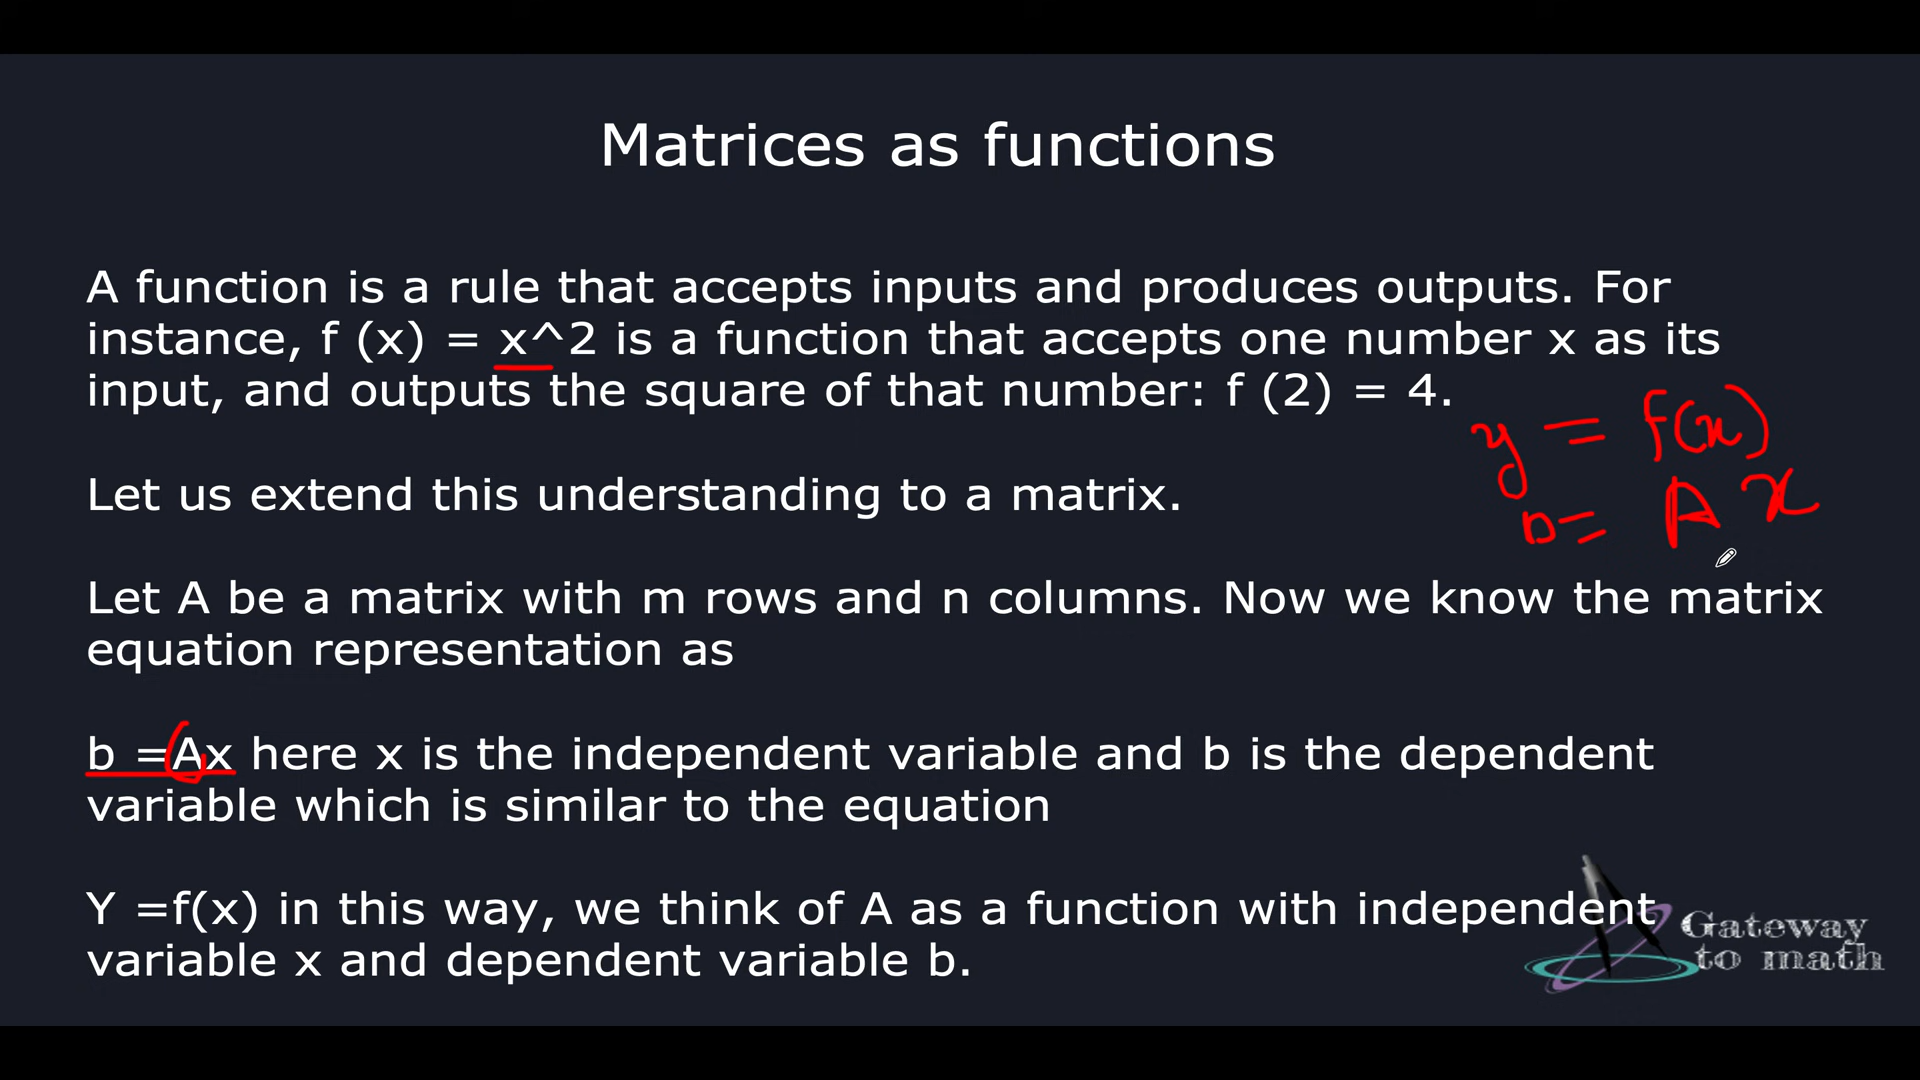 Matrices as functions
A function is a rule that accepts inputs and produces outputs. For
instance, f (x) = x^2 is a function that accepts one number x as its
input, and outputs the square of that number: f (2) = 4.
y = f(x)
Let us extend this understanding to a matrix.
b = A x
Let A be a matrix with m rows and n columns. Now we know the matrix
equation representation as
b =Ax here x is the independent variable and b is the dependent
variable which is similar to the equation
Y =f(x) in this way, we think of A as a function with independent
variable x and dependent variable b.
Gateway
to math